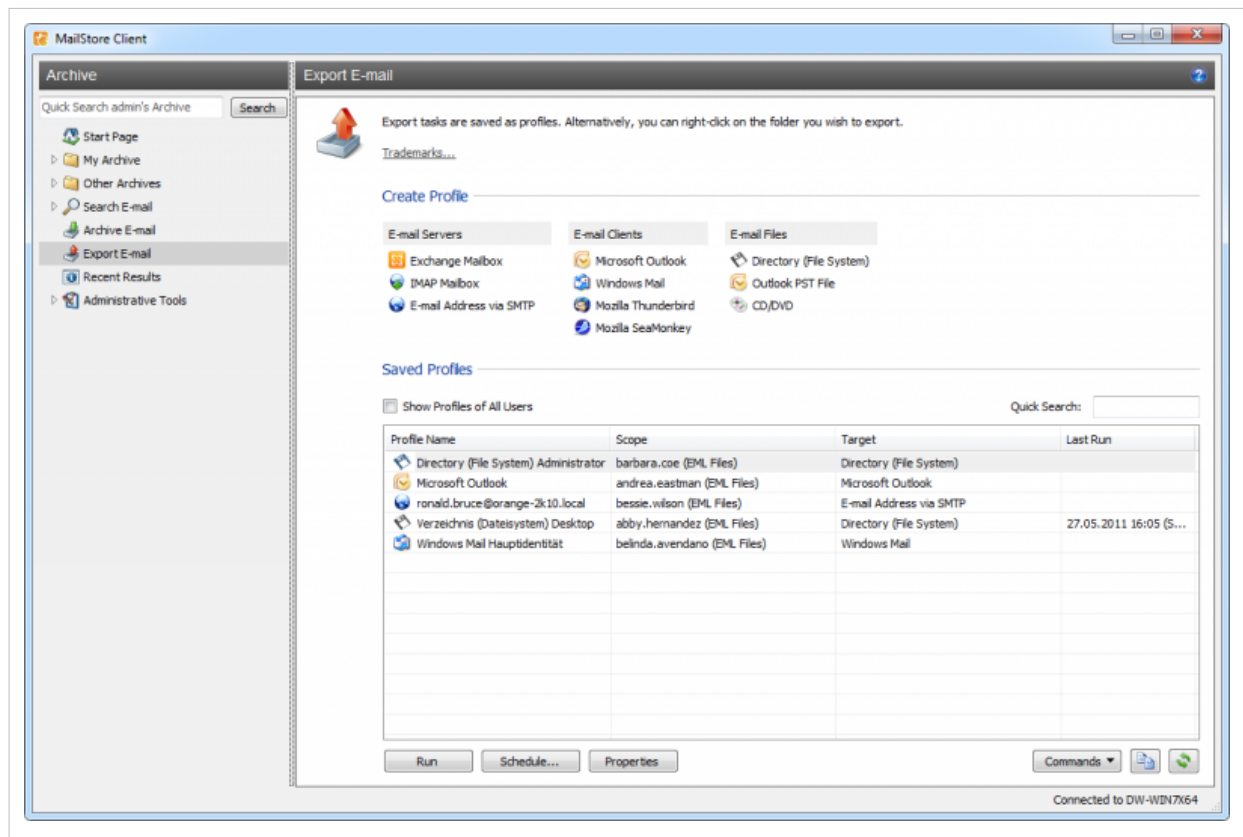 MailStore Client
Archive
Export E-mail
Quick Search admin's Archive
Search
Start Page
My Archive
Other Archives
Search E-mail
Archive E-mail
Export E-mail
Recent Results
Administrative Tools
Export tasks are saved as profiles. Alternatively, you can right-click on the folder you wish to export.
Trademarks...
Create Profile
E-mail Servers
Exchange Mailbox
IMAP Mailbox
E-mail Address via SMTP
E-mail Clients
Microsoft Outlook
Windows Mail
Mozilla Thunderbird
Mozilla SeaMonkey
E-mail Files
Directory (File System)
Outlook PST File
CD/DVD
Saved Profiles
Show Profiles of All Users
Quick Search:
Profile Name Scope Target Last Run
Directory (File System) Administrator barbara.coe (EML Files) Directory (File System)
Microsoft Outlook andrea.eastman (EML Files) Microsoft Outlook
ronald.bruce@orange-2k10.local bessie.wilson (EML Files) E-mail Address via SMTP
Verzeichnis (Dateisystem) Desktop abby.hernandez (EML Files) Directory (File System) 27.05.2011 16:05 (S...
Windows Mail Hauptidentität belinda.avendano (EML Files) Windows Mail
Run
Schedule...
Properties
Commands
Connected to DW-WIN7X64